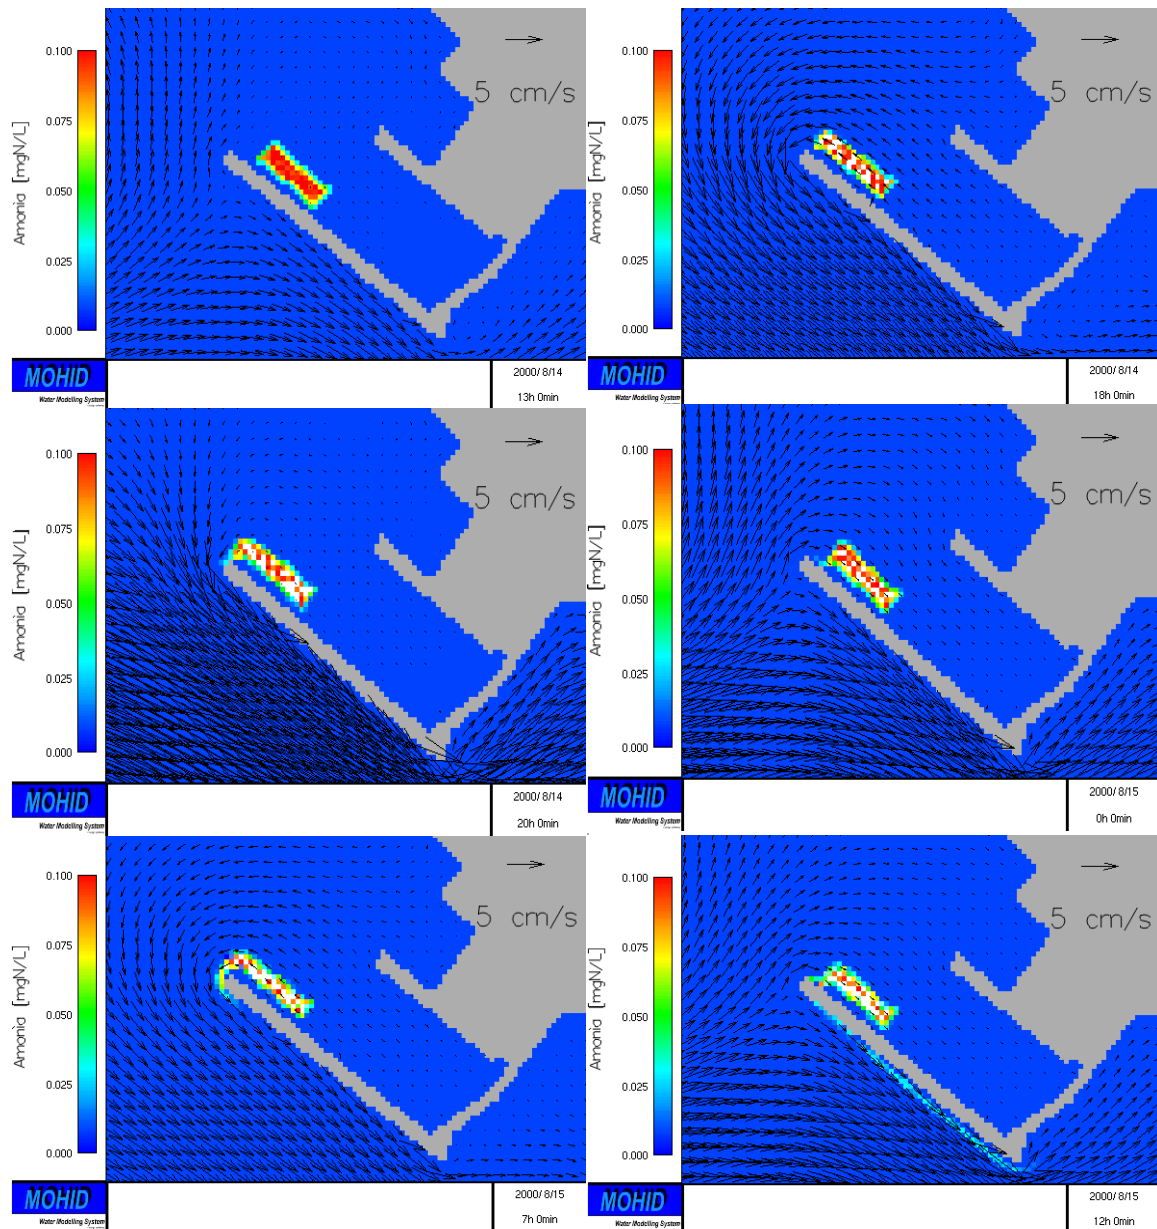 0.100
0.075
0.050
0.025
0.000
Amonia [mgN/L]
5 cm/s
MOHID
Water Modelling System
2000/ 8/14
13h 0min
0.100
0.075
0.050
0.025
0.000
Amonia [mgN/L]
5 cm/s
MOHID
Water Modelling System
2000/ 8/14
18h 0min
0.100
0.075
0.050
0.025
0.000
Amonia [mgN/L]
5 cm/s
MOHID
Water Modelling System
2000/ 8/14
20h 0min
0.100
0.075
0.050
0.025
0.000
Amonia [mgN/L]
5 cm/s
MOHID
Water Modelling System
2000/ 8/15
0h 0min
0.100
0.075
0.050
0.025
0.000
Amonia [mgN/L]
5 cm/s
MOHID
Water Modelling System
2000/ 8/15
7h 0min
0.100
0.075
0.050
0.025
0.000
Amonia [mgN/L]
5 cm/s
MOHID
Water Modelling System
2000/ 8/15
12h 0min